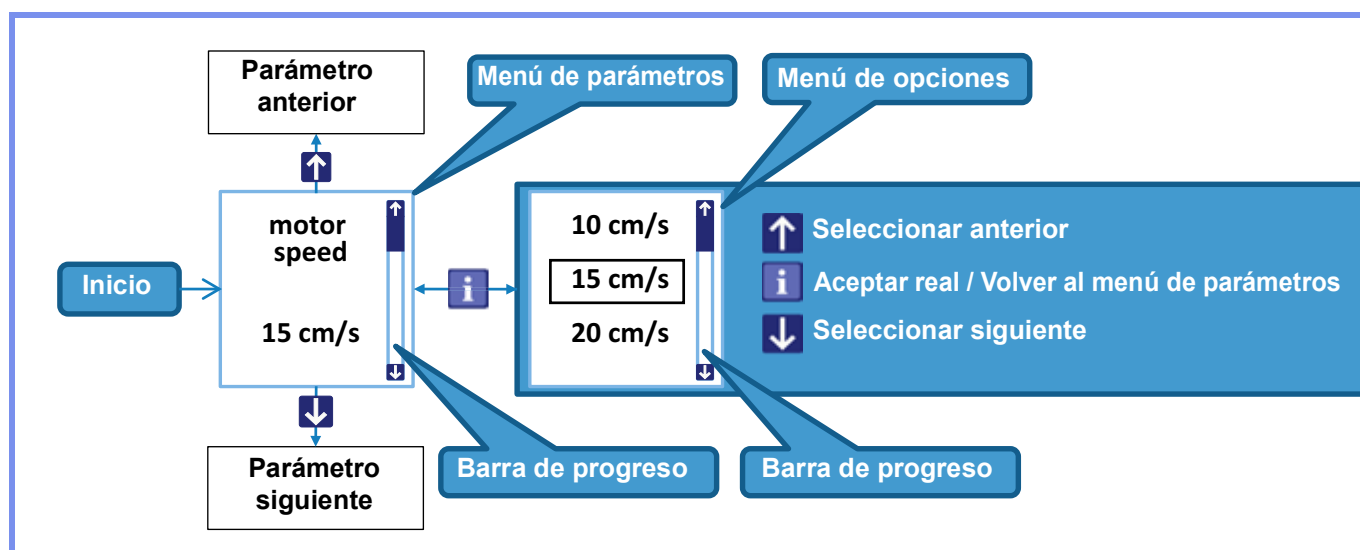 Parámetro
anterior
Menú de parámetros
Menú de opciones
motor
speed
15 cm/s
Inicio
i
10 cm/s
15 cm/s
20 cm/s
Seleccionar anterior
i
Aceptar real / Volver al menú de parámetros
Seleccionar siguiente
Parámetro
siguiente
Barra de progreso
Barra de progreso